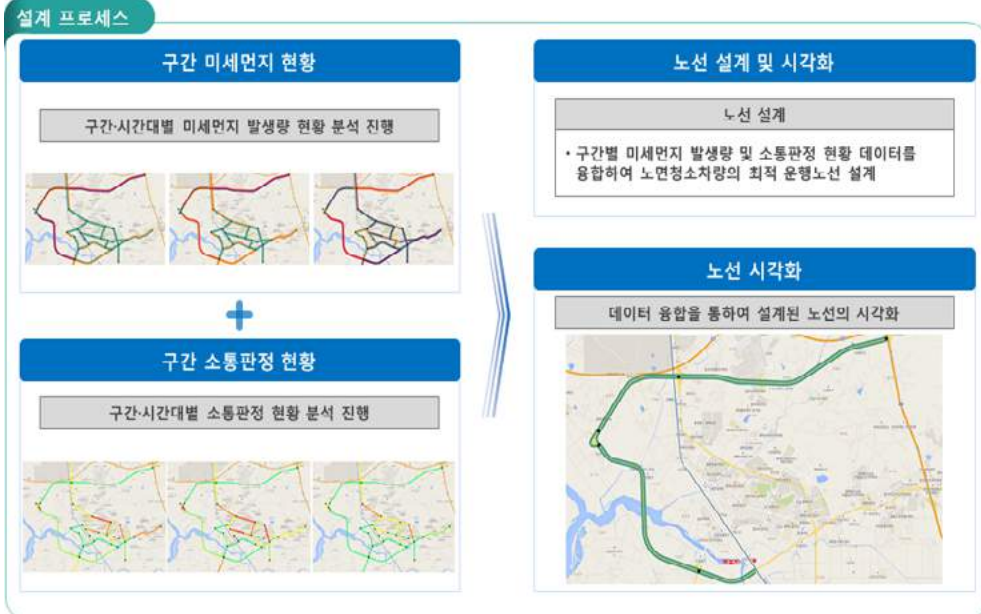 설계 프로세스
구간 미세먼지 현황
구간·시간대별 미세먼지 발생량 현황 분석 진행
구간 소통판정 현황
구간·시간대별 소통판정 현황 분석 진행
노선 설계 및 시각화
노선 설계
• 구간별 미세먼지 발생량 및 소통판정 현황 데이터를
융합하여 노면청소차량의 최적 운행노선 설계
노선 시각화
데이터 융합을 통하여 설계된 노선의 시각화